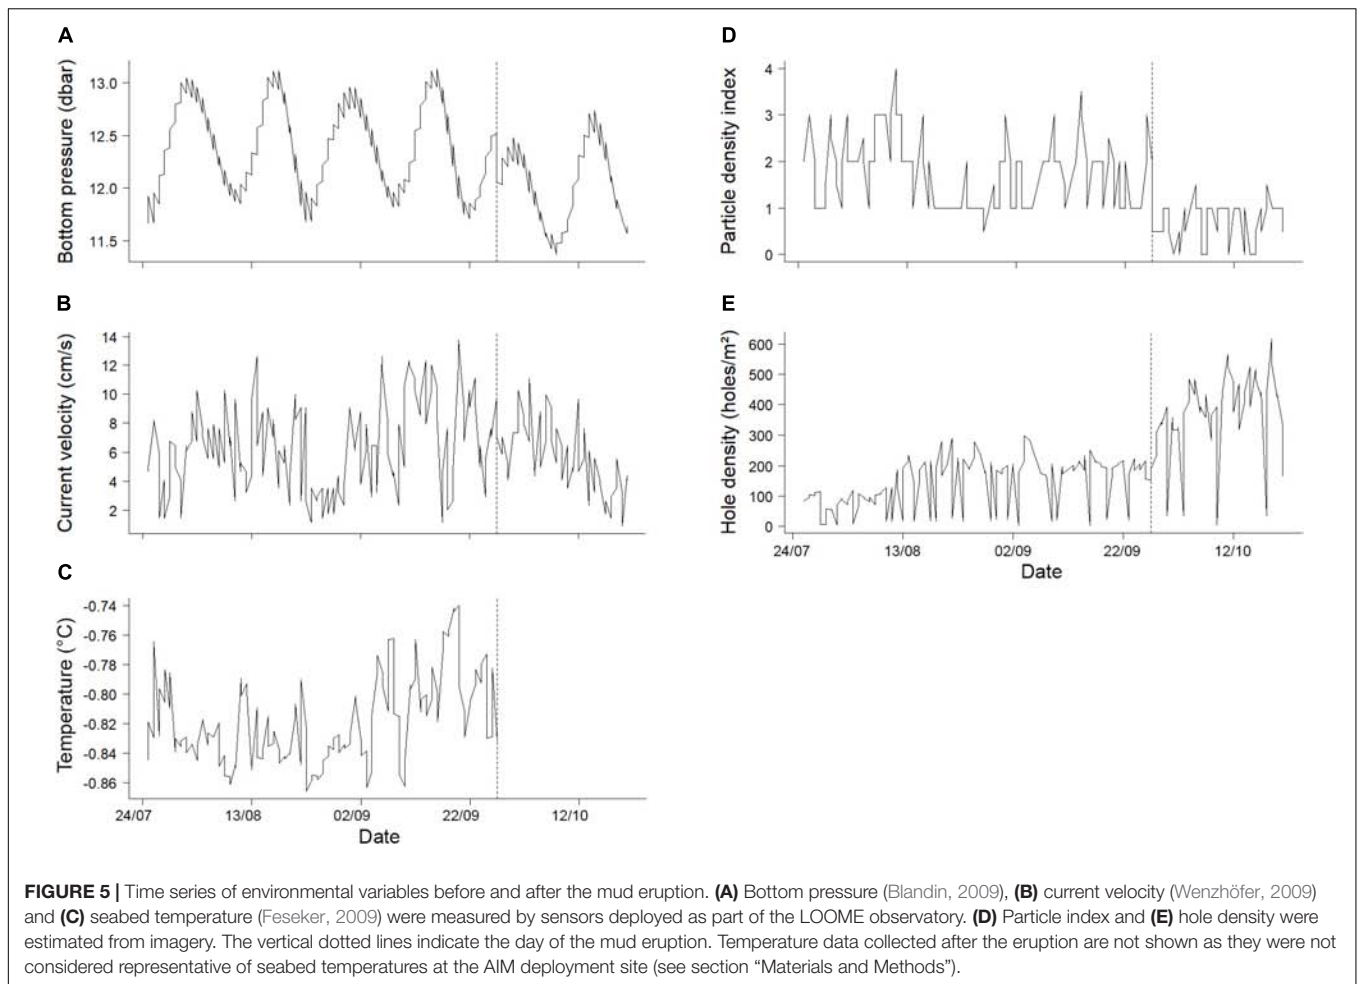 A
Bottom pressure (dbar)
13.0
12.5
12.0
11.5
B
Current velocity (cm/s)
14
12
10
8
6
4
2
C
Temperature (°C)
-0.74
-0.76
-0.78
-0.80
-0.82
-0.84
-0.86
24/07 13/08 02/09 22/09 12/10
Date
D
Particle density index
4
3
2
1
0
E
Hole density (holes/m²)
600
500
400
300
200
100
0
24/07 13/08 02/09 22/09 12/10
Date
FIGURE 5 | Time series of environmental variables before and after the mud eruption. (A) Bottom pressure (Blandin, 2009), (B) current velocity (Wenzhöfer, 2009)
and (C) seabed temperature (Feseker, 2009) were measured by sensors deployed as part of the LOOME observatory. (D) Particle index and (E) hole density were
estimated from imagery. The vertical dotted lines indicate the day of the mud eruption. Temperature data collected after the eruption are not shown as they were not
considered representative of seabed temperatures at the AIM deployment site (see section “Materials and Methods”).